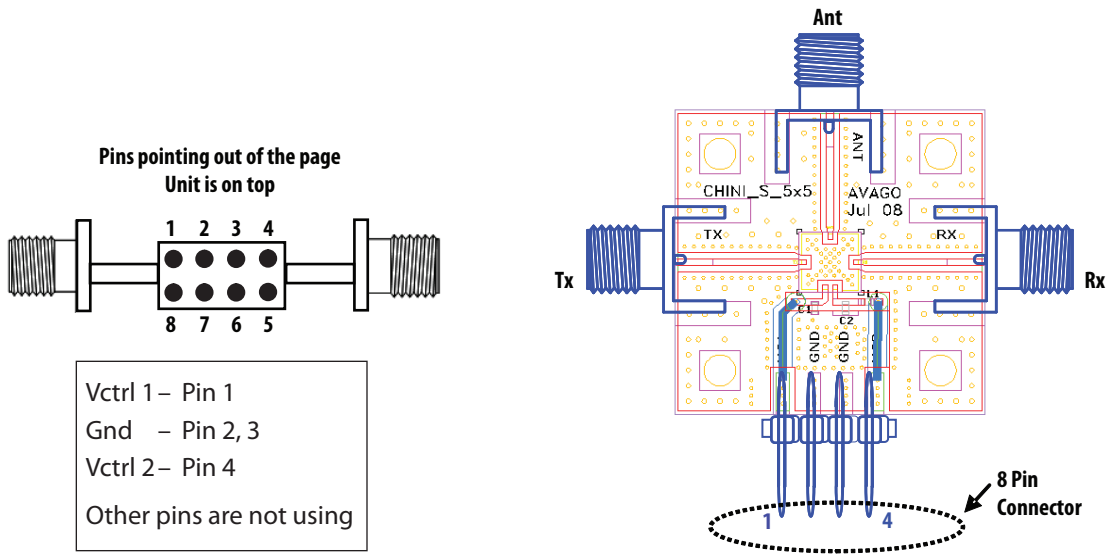 Pins pointing out of the page
Unit is on top
1 2 3 4
8 7 6 5
Vctrl 1 – Pin 1
Gnd – Pin 2, 3
Vctrl 2 – Pin 4
Other pins are not using
Ant
ANT
CHINI_S_5x5
AVAGO
Jul 08
TX
RX
Tx
Rx
C1
L1
C2
GND
GND
8 Pin
Connector
1
4